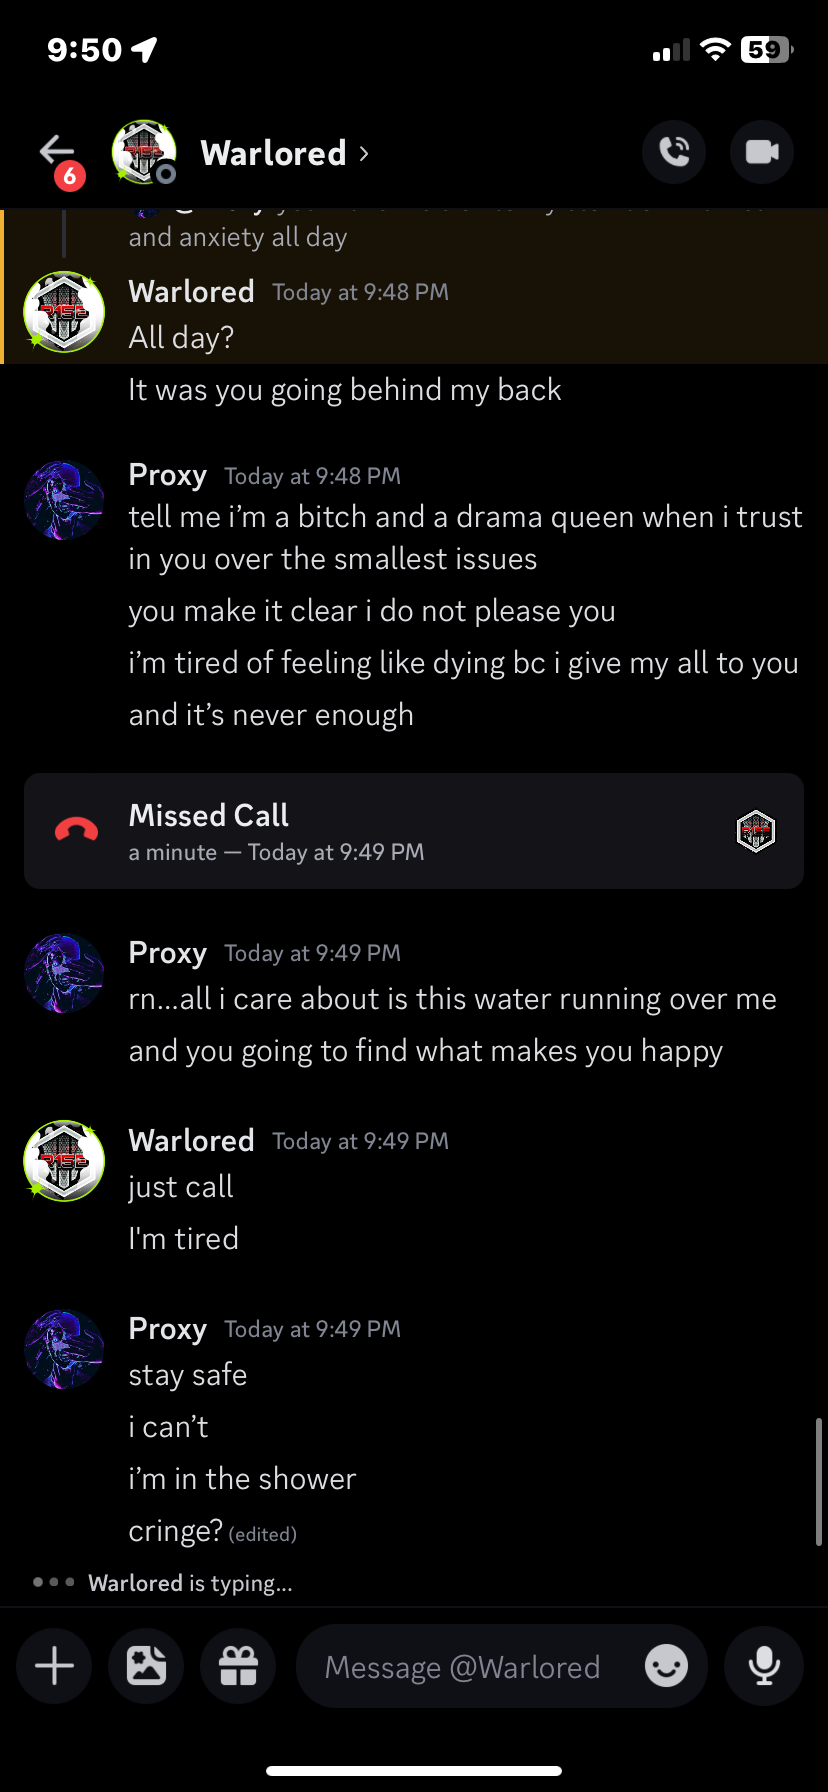 9:50
59
6
Warlored
and anxiety all day
Warlored Today at 9:48 PM
All day?
It was you going behind my back
Proxy Today at 9:48 PM
tell me i’m a bitch and a drama queen when i trust
in you over the smallest issues
you make it clear i do not please you
i’m tired of feeling like dying bc i give my all to you
and it’s never enough
Missed Call
a minute — Today at 9:49 PM
Proxy Today at 9:49 PM
rn...all i care about is this water running over me
and you going to find what makes you happy
Warlored Today at 9:49 PM
just call
I'm tired
Proxy Today at 9:49 PM
stay safe
i can’t
i’m in the shower
cringe? (edited)
Warlored is typing...
Message @Warlored